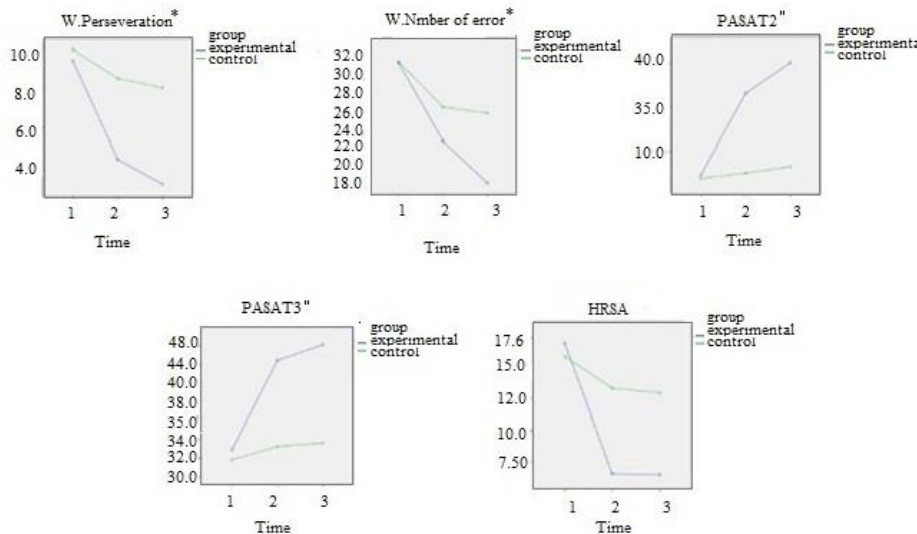 W.Perseveration*
group
experimental
control
10.0
8.0
6.0
4.0
1 2 3
Time
W.Nmber of error*
group
experimental
control
32.0
30.0
28.0
26.0
24.0
22.0
20.0
18.0
1 2 3
Time
PASAT2"
group
experimenta
control
40.0
35.0
10.0
1 2 3
Time
PASAT3"
group
experimental
control
48.0
44.0
40.0
38.0
35.0
34.0
32.0
30.0
1 2 3
Time
HRSA
group
experimental
control
17.6
15.0
12.0
10.0
7.50
1 2 3
Time